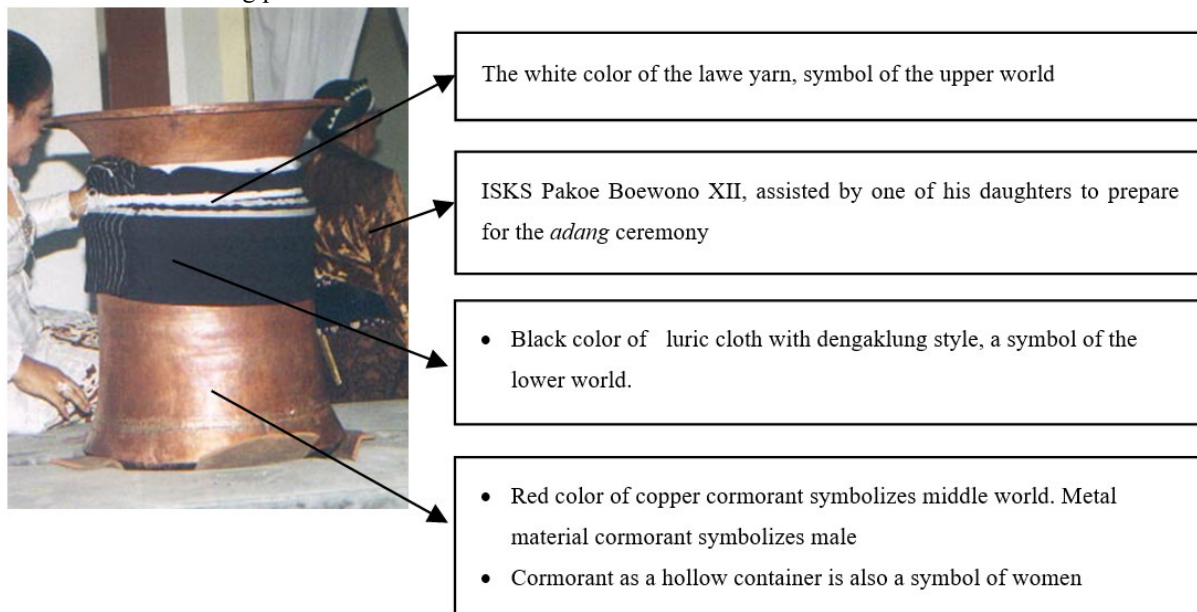 The white color of the lawe yarn, symbol of the upper world
ISKS Pakoe Boewono XII, assisted by one of his daughters to prepare
for the adang ceremony
• Black color of luric cloth with dengaklung style, a symbol of the
lower world.
• Red color of copper cormorant symbolizes middle world. Metal
material cormorant symbolizes male
• Cormorant as a hollow container is also a symbol of women